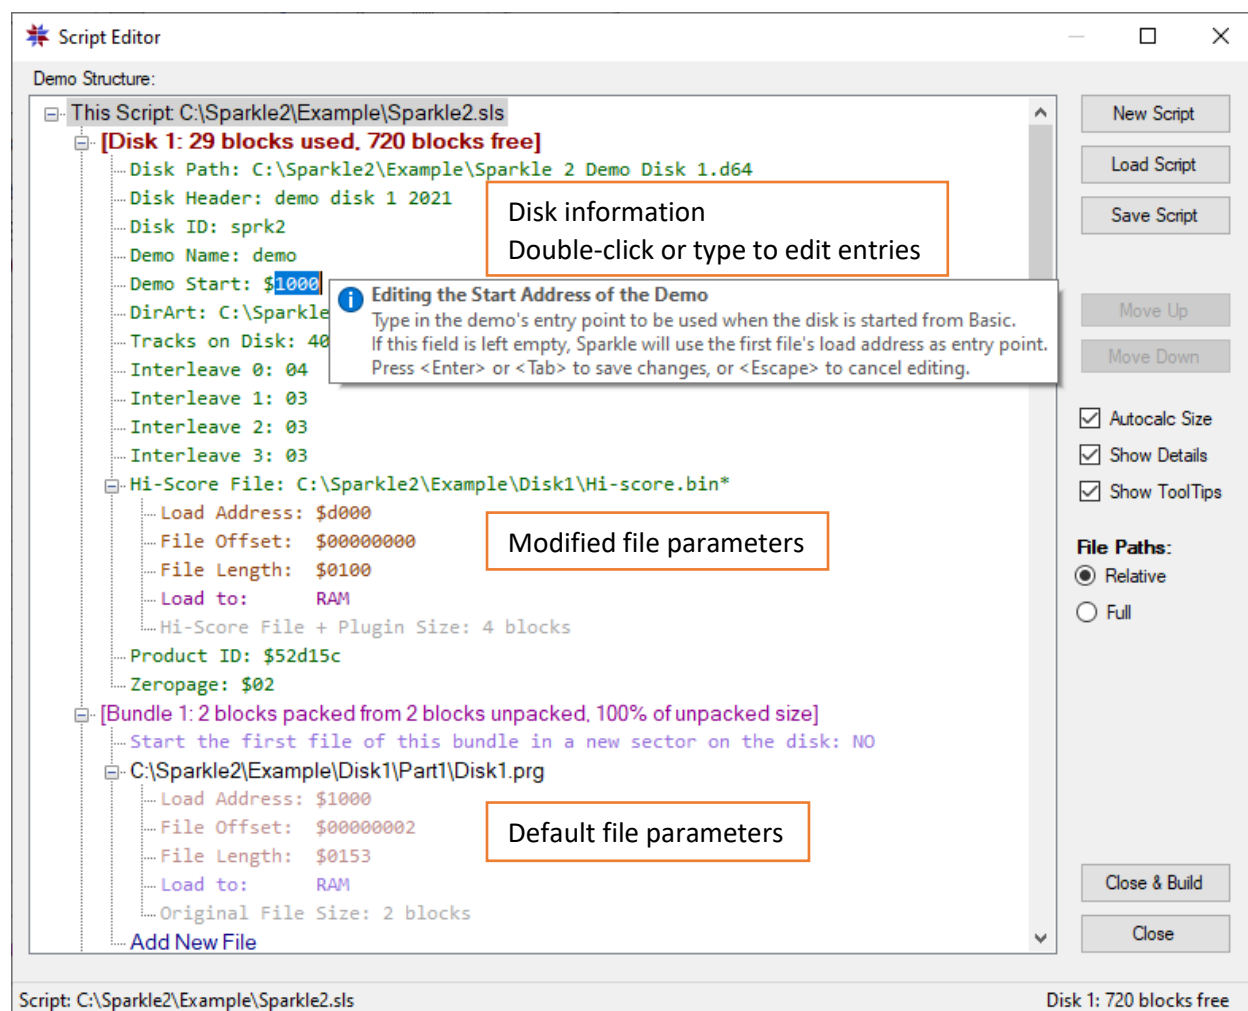 Script Editor
Demo Structure:
This Script: C:\Sparkle2\Example\Sparkle2.sls
[Disk 1: 29 blocks used, 720 blocks free]
Disk Path: C:\Sparkle2\Example\Sparkle 2 Demo Disk 1.d64
Disk Header: demo disk 1 2021
Disk ID: sprk2
Demo Name: demo
Demo Start: $1000
DirArt: C:\Sparkle
Tracks on Disk: 40
Interleave 0: 04
Interleave 1: 03
Interleave 2: 03
Interleave 3: 03
Hi-Score File: C:\Sparkle2\Example\Disk1\Hi-score.bin*
Load Address: $d000
File Offset: $00000000
File Length: $0100
Load to: RAM
Hi-Score File + Plugin Size: 4 blocks
Product ID: $52d15c
Zeropage: $02
[Bundle 1: 2 blocks packed from 2 blocks unpacked, 100% of unpacked size]
Start the first file of this bundle in a new sector on the disk: NO
C:\Sparkle2\Example\Disk1\Part1\Disk1.prg
Load Address: $1000
File Offset: $00000002
File Length: $0153
Load to: RAM
Original File Size: 2 blocks
Add New File
Disk information
Double-click or type to edit entries
Editing the Start Address of the Demo
Type in the demo's entry point to be used when the disk is started from Basic.
If this field is left empty, Sparkle will use the first file's load address as entry point.
Press <Enter> or <Tab> to save changes, or <Escape> to cancel editing.
Modified file parameters
Default file parameters
New Script
Load Script
Save Script
Move Up
Move Down
Autocalc Size
Show Details
Show ToolTips
File Paths:
Relative
Full
Close & Build
Close
Script: C:\Sparkle2\Example\Sparkle2.sls
Disk 1: 720 blocks free